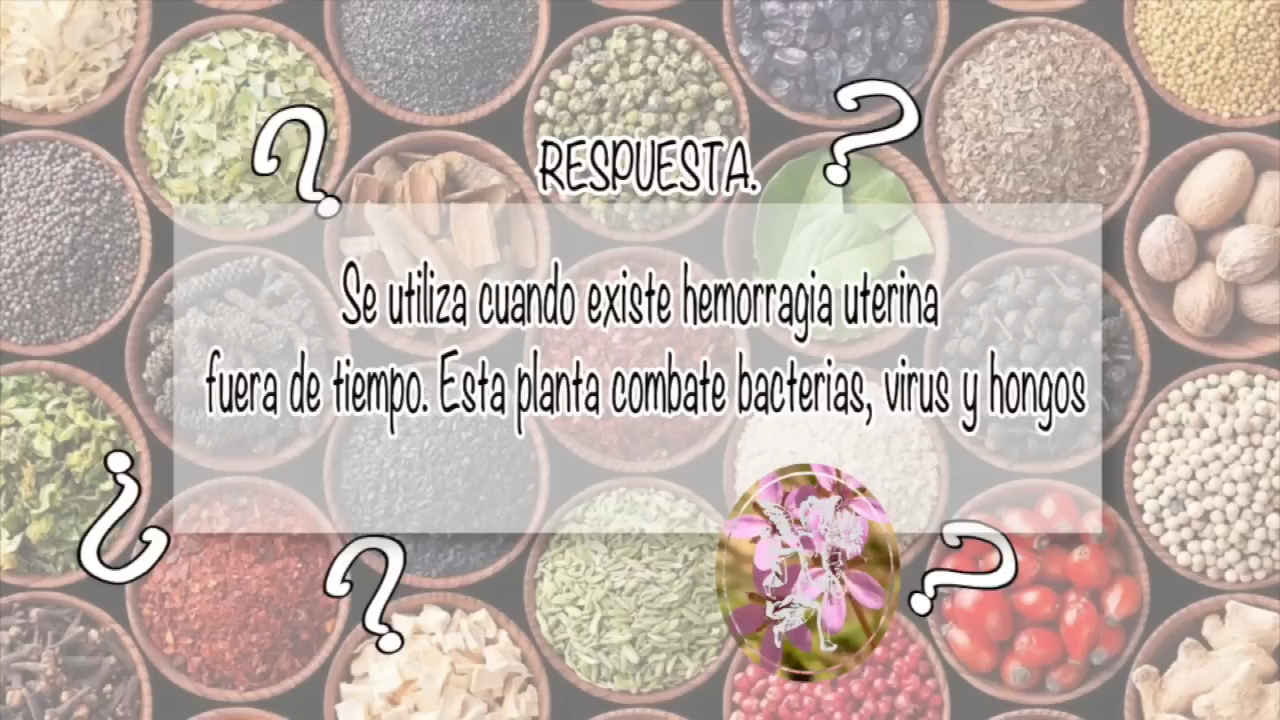 RESPUESTA.
Se utiliza cuando existe hemorragia uterina
fuera de tiempo. Esta planta combate bacterias, virus y hongos